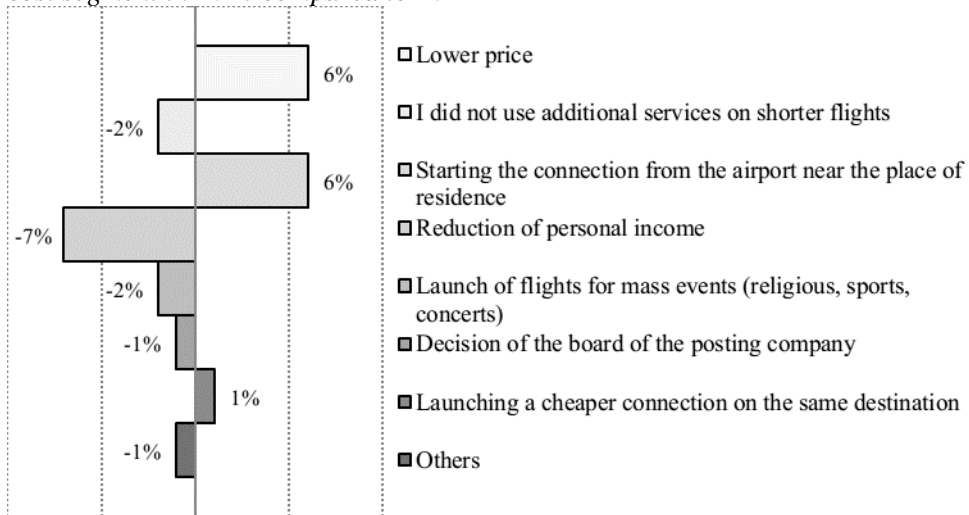 6%
Lower price
-2%
I did not use additional services on shorter flights
6%
Starting the connection from the airport near the place of
residence
-7%
Reduction of personal income
-2%
Launch of flights for mass events (religious, sports,
concerts)
-1%
Decision of the board of the posting company
1%
Launching a cheaper connection on the same destination
-1%
Others